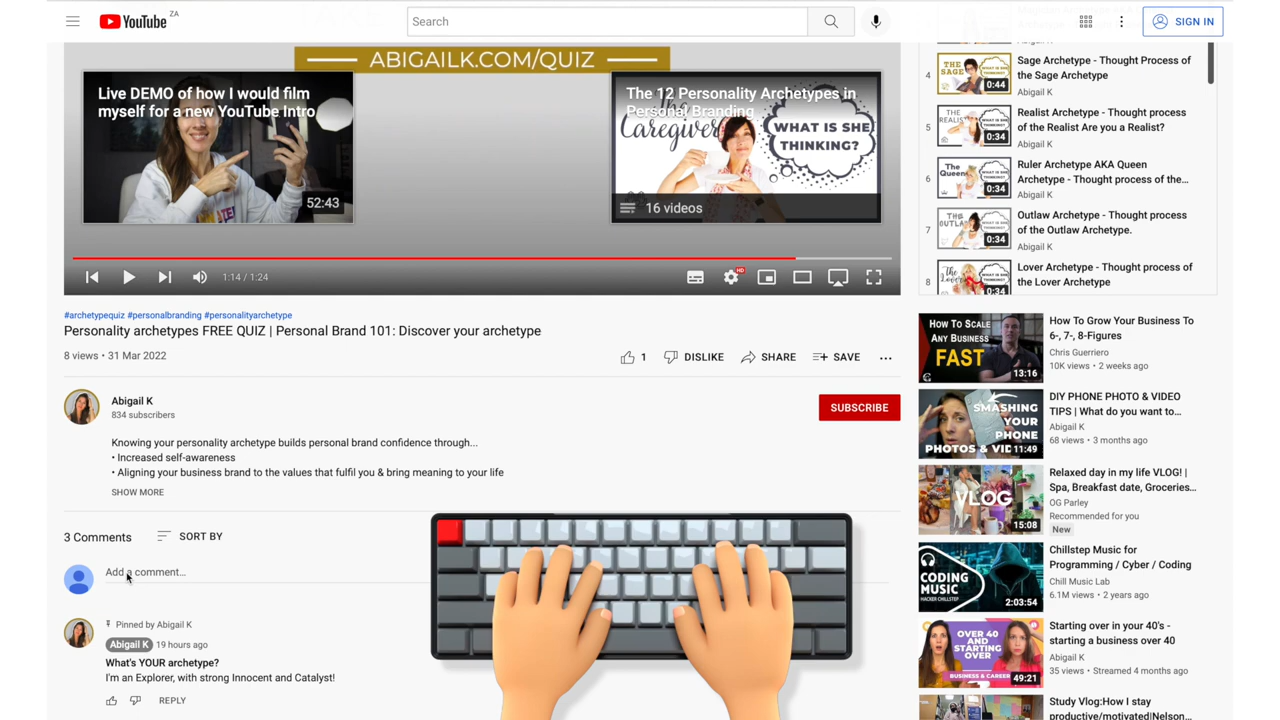 YouTube ZA
Search
SIGN IN
ABIGAILK.COM/QUIZ
Live DEMO of how I would film
myself for a new YouTube Intro
52:43
The 12 Personality Archetypes in
Personal Branding
Caregiver
WHAT IS SHE
THINKING?
16 videos
1:14 / 1:24
HD
#archetypequiz #personalbranding #personalityarchetype
Personality archetypes FREE QUIZ | Personal Brand 101: Discover your archetype
8 views • 31 Mar 2022
1
DISLIKE
SHARE
SAVE
Abigail K
834 subscribers
SUBSCRIBE
Knowing your personality archetype builds personal brand confidence through...
• Increased self-awareness
• Aligning your business brand to the values that fulfil you & bring meaning to your life
SHOW MORE
3 Comments
SORT BY
Add a comment...
Pinned by Abigail K
Abigail K 19 hours ago
What's YOUR archetype?
I'm an Explorer, with strong Innocent and Catalyst!
REPLY
4
THE SAGE
0:44
Sage Archetype - Thought Process of
the Sage Archetype
Abigail K
5
0:34
Realist Archetype - Thought process
of the Realist Are you a Realist?
Abigail K
6
The Queen
0:34
Ruler Archetype AKA Queen
Archetype - Thought process of the...
Abigail K
7
THE OUTLAW
0:34
Outlaw Archetype - Thought process
of the Outlaw Archetype.
Abigail K
8
The Lover
0:34
Lover Archetype - Thought process of
the Lover Archetype
HOW TO SCALE
ANY BUSINESS
FAST
13:16
How To Grow Your Business To
6-, 7-, 8-Figures
Chris Guerriero
10K views • 2 weeks ago
SMASHING
YOUR
PHONE
PHOTOS & VID
11:49
DIY PHONE PHOTO & VIDEO
TIPS | What do you want to...
Abigail K
68 views • 3 months ago
VLOG
15:08
Relaxed day in my life VLOG! |
Spa, Breakfast date, Groceries...
OG Parley
Recommended for you
New
CODING
MUSIC
HACKER CHILLSTEP
2:03:54
Chillstep Music for
Programming / Cyber / Coding
Chill Music Lab
6.1M views • 2 years ago
OVER 40
AND
STARTING
OVER
BUSINESS & CAREER
49:21
Starting over in your 40's -
starting a business over 40
Abigail K
35 views • Streamed 4 months ago
Study Vlog:How I stay
productive/motivated|Nelson...